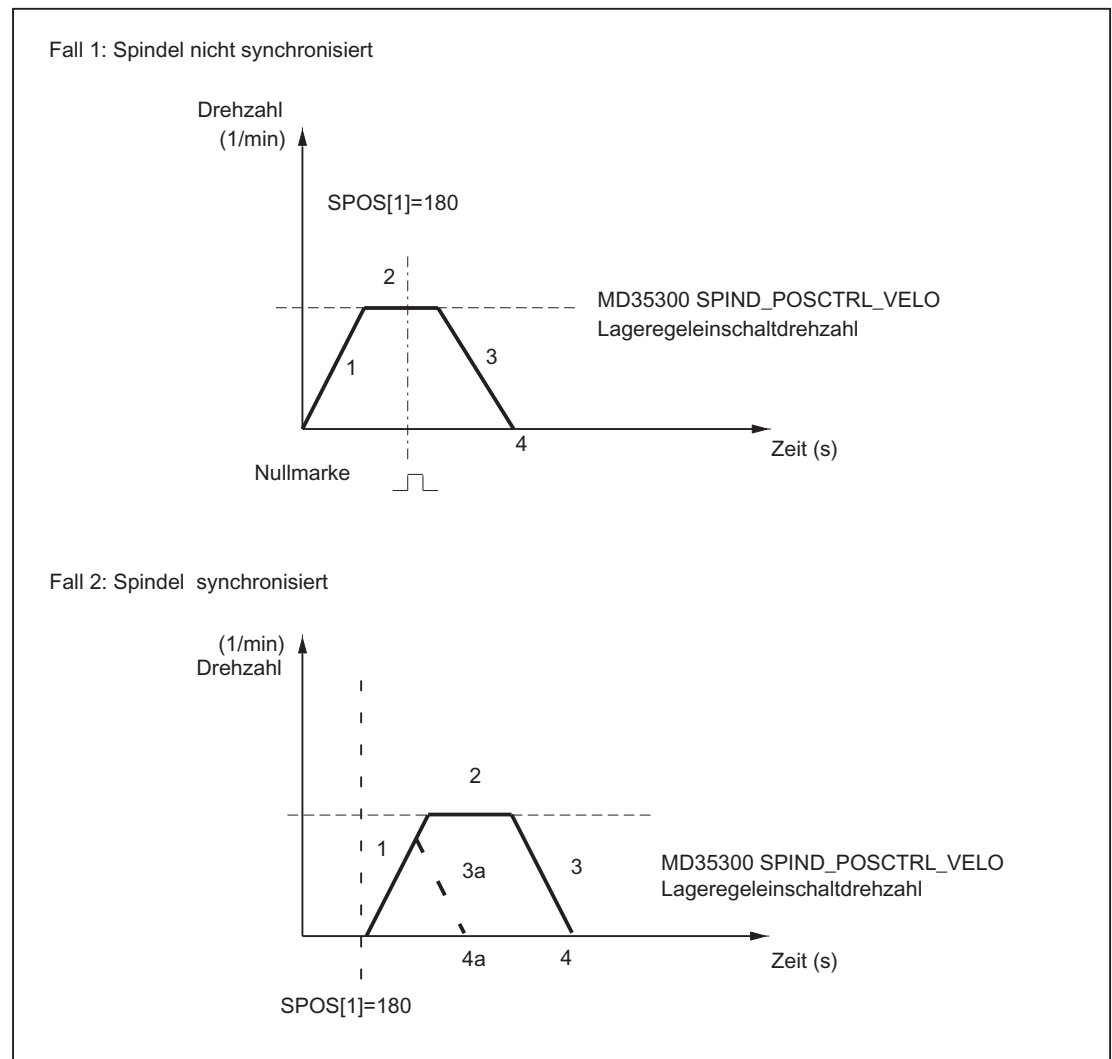 Fall 1: Spindel nicht synchronisiert
Drehzahl
(1/min)
SPOS[1]=180
2
MD35300 SPIND_POSCTRL_VELO
Lageregeleinschaltdrehzahl
1
3
4
Zeit (s)
Nullmarke
Fall 2: Spindel synchronisiert
(1/min)
Drehzahl
2
1
3a
3
MD35300 SPIND_POSCTRL_VELO
Lageregeleinschaltdrehzahl
4a
4
Zeit (s)
SPOS[1]=180